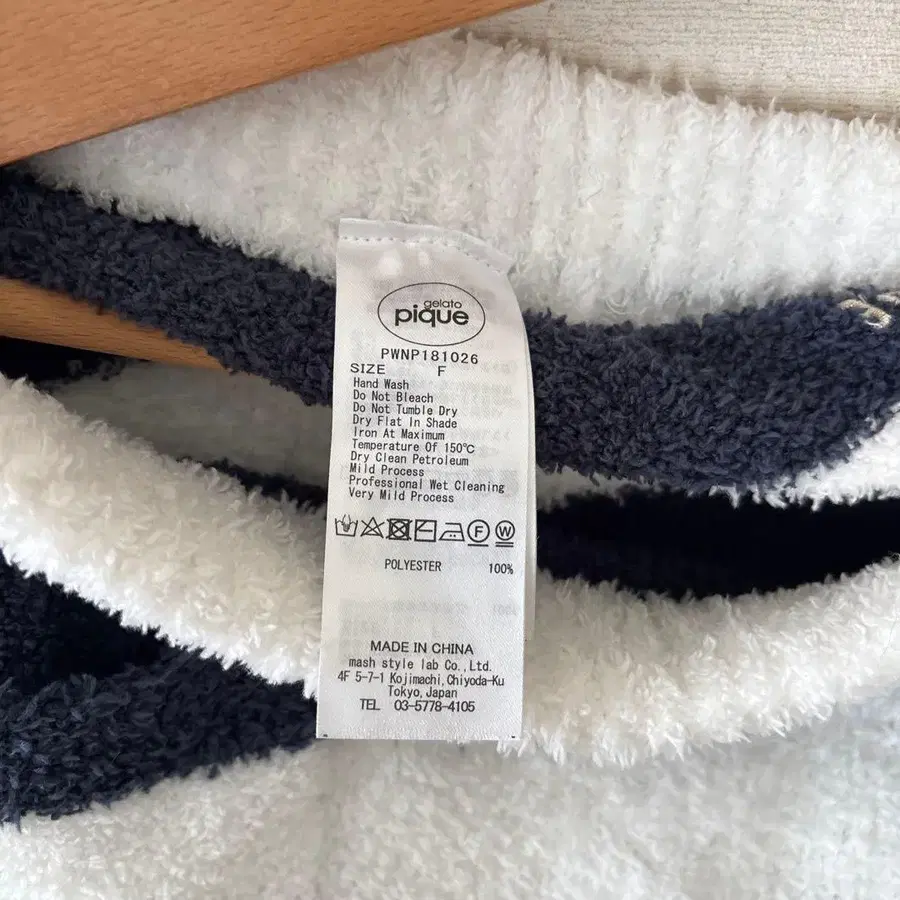 gelato
pique
PWNP181026
SIZE F
Hand Wash
Do Not Bleach
Do Not Tumble Dry
Dry Flat In Shade
Iron At Maximum
Temperature Of 150℃
Dry Clean Petroleum
Mild Process
Professional Wet Cleaning
Very Mild Process
F W
POLYESTER 100%
MADE IN CHINA
mash style lab Co.,Ltd.
4F 5-7-1 Kojimachi,Chiyoda-Ku
Tokyo,Japan
TEL 03-5778-4105